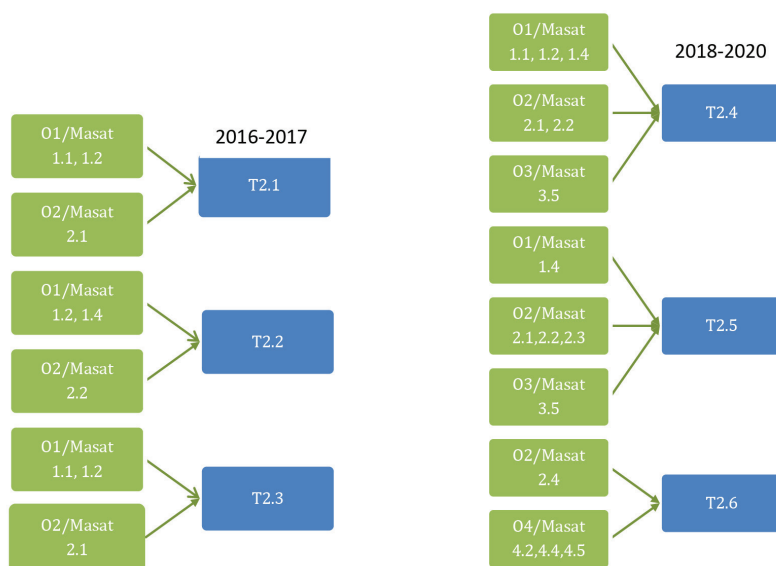 2016-2017
O1/Masat
1.1, 1.2
T2.1
O2/Masat
2.1
O1/Masat
1.2, 1.4
T2.2
O2/Masat
2.2
O1/Masat
1.1, 1.2
T2.3
O2/Masat
2.1
2018-2020
O1/Masat
1.1, 1.2, 1.4
O2/Masat
2.1, 2.2
T2.4
O3/Masat
3.5
O1/Masat
1.4
O2/Masat
2.1,2.2,2.3
T2.5
O3/Masat
3.5
O2/Masat
2.4
T2.6
O4/Masat
4.2,4.4,4.5